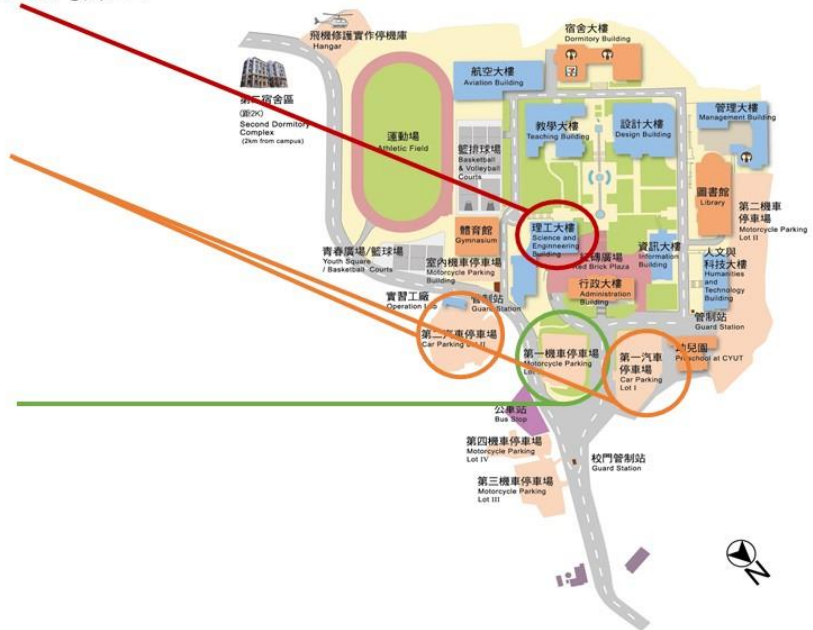 飛機修護實作停機庫
Hangar
宿舍大樓
Dormitory Building
航空大樓
Aviation Building
第二宿舍區
(距2K)
Second Dormitory
Complex
(2km from campus)
管理大樓
Management Building
教學大樓
Teaching Building
設計大樓
Design Building
運動場
Athletic Field
籃排球場
Basketball
& Volleyball
Courts
圖書館
Library
第二機車
停車場
Motorcycle Parking
Lot II
體育館
Gymnasium
理工大樓
Science and
Engineering
Building
青春廣場/籃球場
Youth Square
/ Basketball Courts
室內機車停車場
Motorcycle Parking
Building
紅磚廣場
Red Brick Plaza
資訊大樓
Information
Building
人文與
科技大樓
Humanities
and
Technology
Building
行政大樓
Administration
Building
實習工廠
Operation Lab
管制站
Guard Station
管制站
Guard Station
第二汽車停車場
Car Parking Lot II
第一機車停車場
Motorcycle Parking
Lot I
第一汽車
停車場
Car Parking
Lot I
幼兒園
Preschool at CYUT
公車站
Bus Stop
第四機車停車場
Motorcycle Parking
Lot IV
校門管制站
Guard Station
第三機車停車場
Motorcycle Parking
Lot III
N